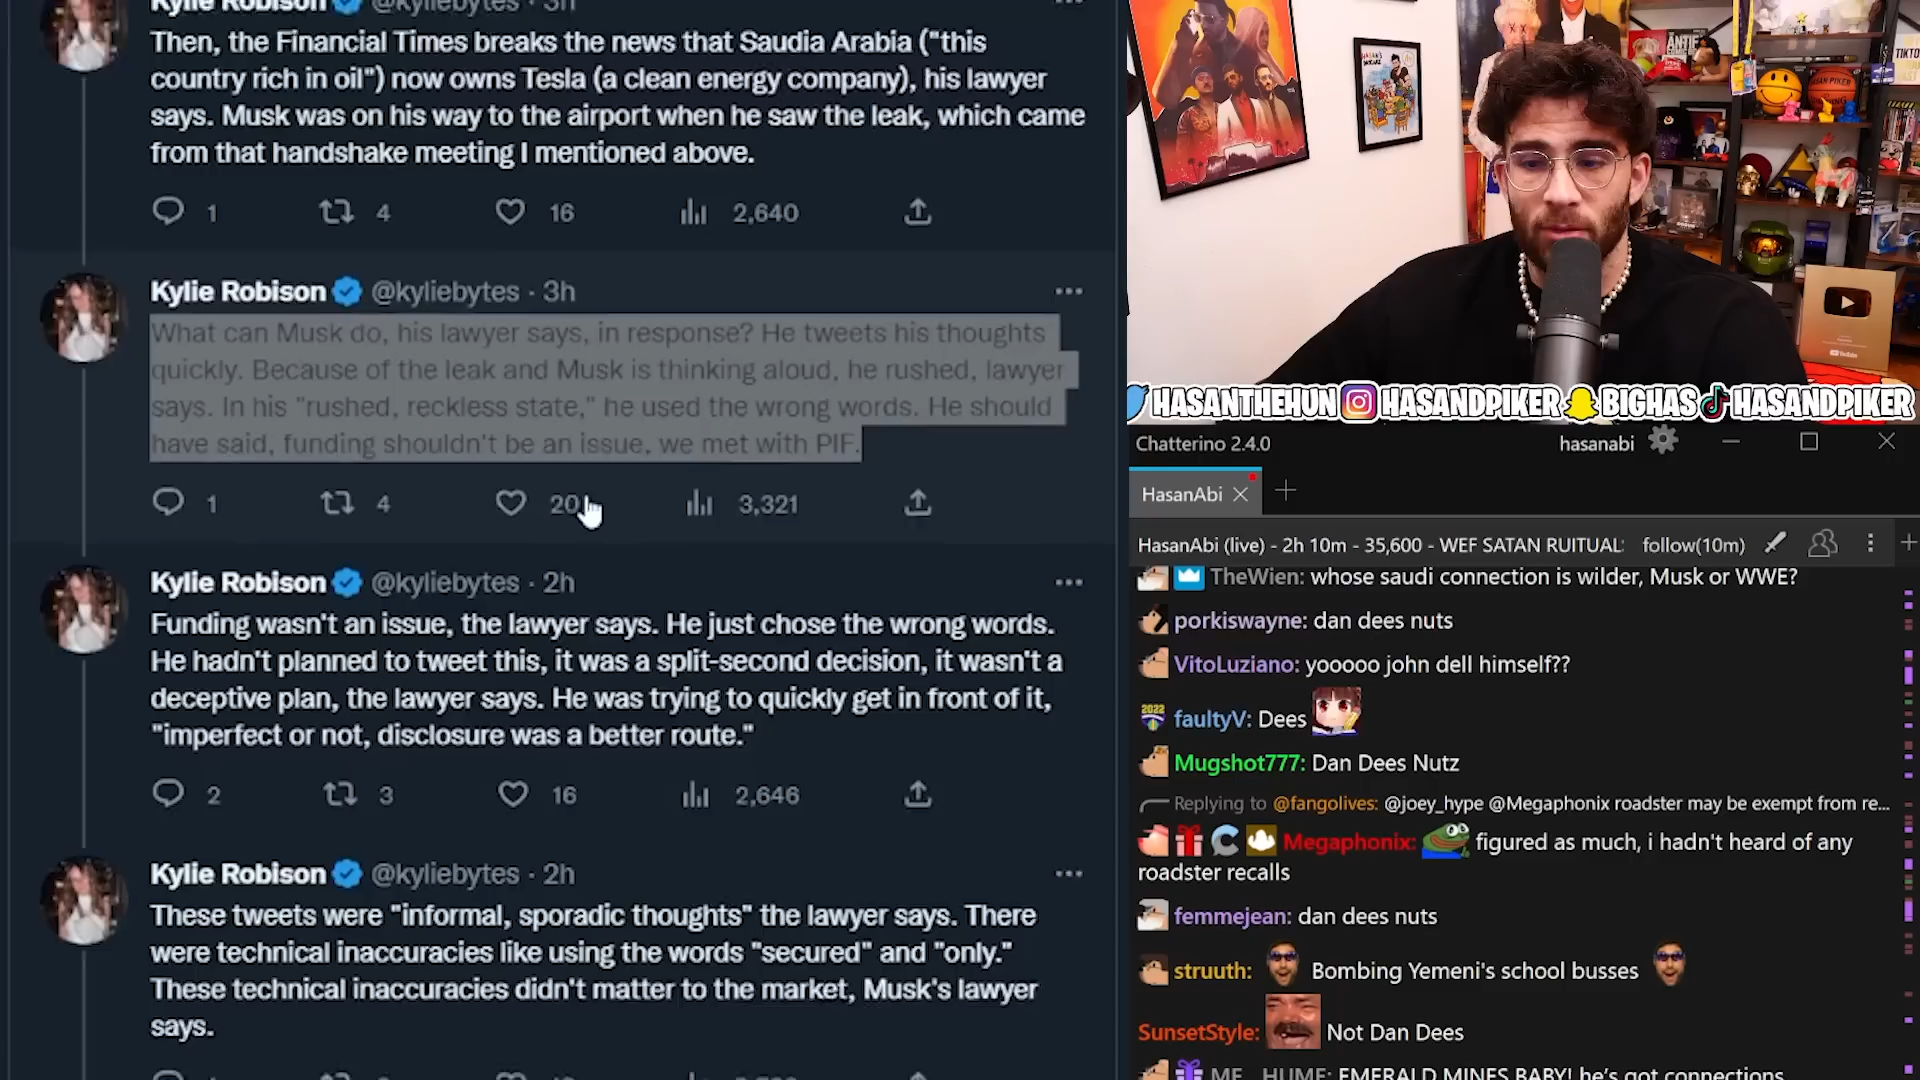 Kylie Robison @kyliebytes · 3h
Then, the Financial Times breaks the news that Saudia Arabia ("this
country rich in oil") now owns Tesla (a clean energy company), his lawyer
says. Musk was on his way to the airport when he saw the leak, which came
from that handshake meeting I mentioned above.
1 4 16 2,640
Kylie Robison @kyliebytes · 3h
What can Musk do, his lawyer says, in response? He tweets his thoughts
quickly. Because of the leak and Musk is thinking aloud, he rushed, lawyer
says. In his "rushed, reckless state," he used the wrong words. He should
have said, funding shouldn't be an issue, we met with PIF.
1 4 20 3,321
Kylie Robison @kyliebytes · 2h
Funding wasn't an issue, the lawyer says. He just chose the wrong words.
He hadn't planned to tweet this, it was a split-second decision, it wasn't a
deceptive plan, the lawyer says. He was trying to quickly get in front of it,
"imperfect or not, disclosure was a better route."
2 3 16 2,646
Kylie Robison @kyliebytes · 2h
These tweets were "informal, sporadic thoughts" the lawyer says. There
were technical inaccuracies like using the words "secured" and "only."
These technical inaccuracies didn't matter to the market, Musk's lawyer
says.
HASANTHEHUN HASANDPIKER BIGHAS HASANDPIKER
Chatterino 2.4.0 hasanabi
HasanAbi
HasanAbi (live) - 2h 10m - 35,600 - WEF SATAN RUITUAL: follow(10m)
TheWien: whose saudi connection is wilder, Musk or WWE?
porkiswayne: dan dees nuts
VitoLuziano: yooooo john dell himself??
faultyV: Dees
Mugshot777: Dan Dees Nutz
Replying to @fangolives: @joey_hype @Megaphonix roadster may be exempt from re...
Megaphonix: figured as much, i hadn't heard of any
roadster recalls
femmejean: dan dees nuts
struuth: Bombing Yemeni's school busses
SunsetStyle: Not Dan Dees
ME__HUME: EMERALD MINES BABY! he's got connections